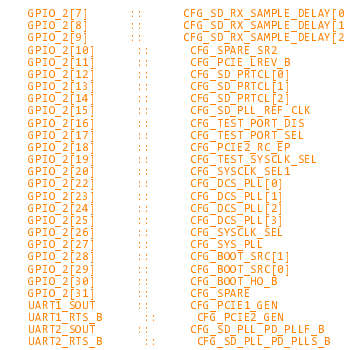 GPIO_2[7] :: CFG_SD_RX_SAMPLE_DELAY[0
GPIO_2[8] :: CFG_SD_RX_SAMPLE_DELAY[1
GPIO_2[9] :: CFG_SD_RX_SAMPLE_DELAY[2
GPIO_2[10] :: CFG_SPARE_SR2
GPIO_2[11] :: CFG_PCIE_LREV_B
GPIO_2[12] :: CFG_SD_PRTCL[0]
GPIO_2[13] :: CFG_SD_PRTCL[1]
GPIO_2[14] :: CFG_SD_PRTCL[2]
GPIO_2[15] :: CFG_SD_PLL_REF_CLK
GPIO_2[16] :: CFG_TEST_PORT_DIS
GPIO_2[17] :: CFG_TEST_PORT_SEL
GPIO_2[18] :: CFG_PCIE2_RC_EP
GPIO_2[19] :: CFG_TEST_SYSCLK_SEL
GPIO_2[20] :: CFG_SYSCLK_SEL1
GPIO_2[22] :: CFG_DCS_PLL[0]
GPIO_2[23] :: CFG_DCS_PLL[1]
GPIO_2[24] :: CFG_DCS_PLL[2]
GPIO_2[25] :: CFG_DCS_PLL[3]
GPIO_2[26] :: CFG_SYSCLK_SEL
GPIO_2[27] :: CFG_SYS_PLL
GPIO_2[28] :: CFG_BOOT_SRC[1]
GPIO_2[29] :: CFG_BOOT_SRC[0]
GPIO_2[30] :: CFG_BOOT_HO_B
GPIO_2[31] :: CFG_SPARE
UART1_SOUT :: CFG_PCIE1_GEN
UART1_RTS_B :: CFG_PCIE2_GEN
UART2_SOUT :: CFG_SD_PLL_PD_PLLF_B
UART2_RTS_B :: CFG_SD_PLL_PD_PLLS_B